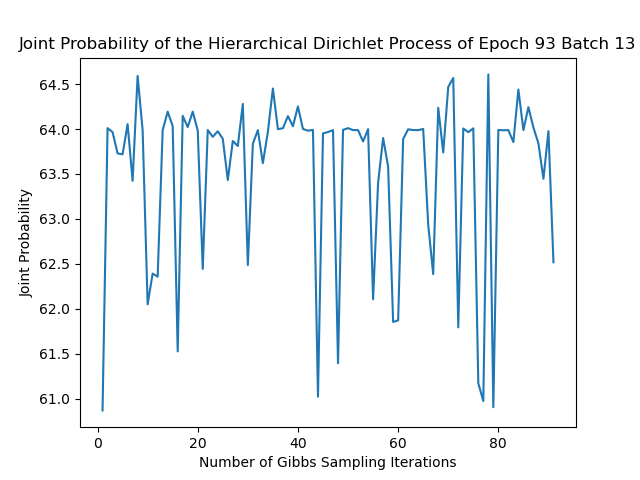 Joint Probability of the Hierarchical Dirichlet Process of Epoch 93 Batch 13
64.5
64.0
63.5
63.0
62.5
62.0
61.5
61.0
Joint Probability
0 20 40 60 80
Number of Gibbs Sampling Iterations